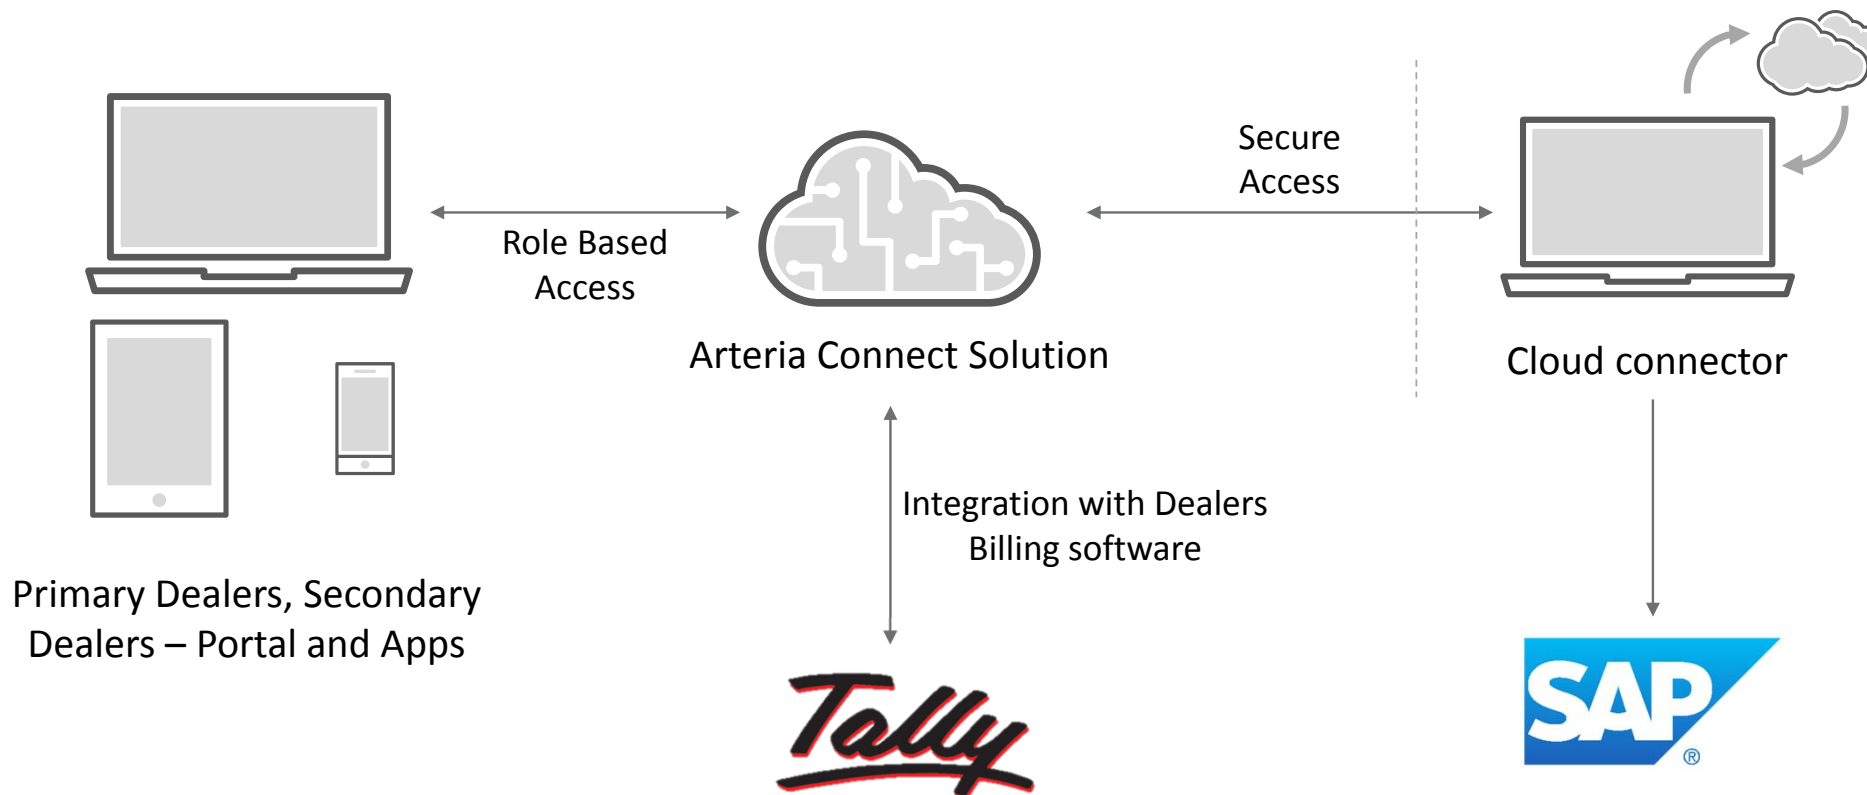 Secure
Access
Role Based
Access
Arteria Connect Solution
Cloud connector
Integration with Dealers
Billing software
Primary Dealers, Secondary
Dealers – Portal and Apps
Tally
SAP
®